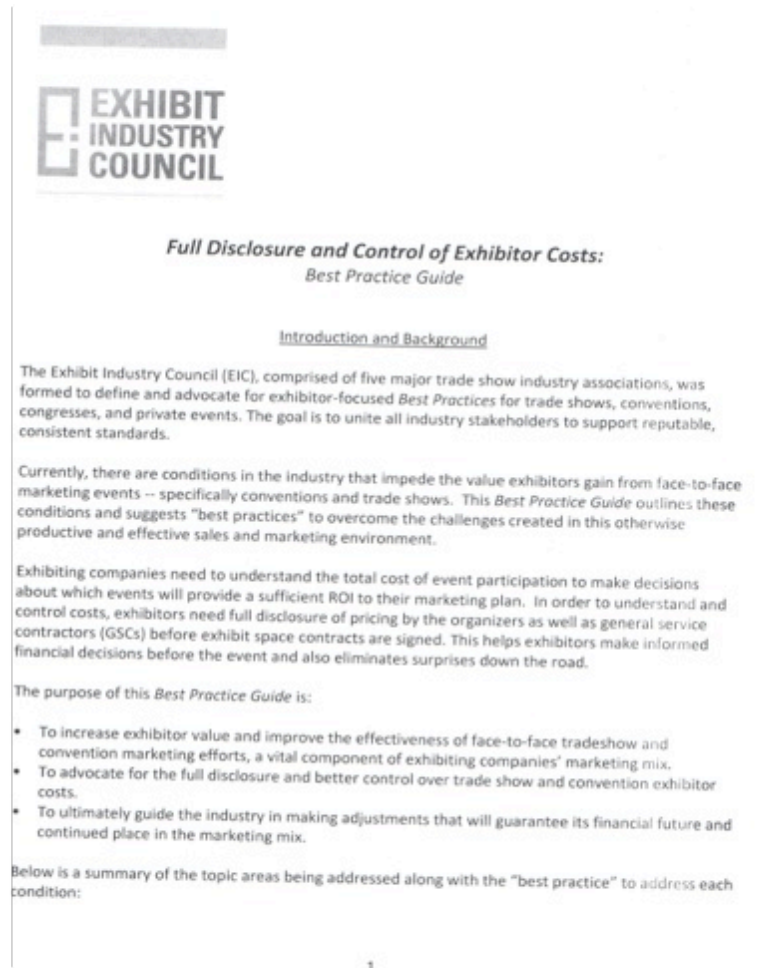 EXHIBIT
INDUSTRY
COUNCIL
Full Disclosure and Control of Exhibitor Costs:
Best Practice Guide
Introduction and Background
The Exhibit Industry Council (EIC), comprised of five major trade show industry associations, was
formed to define and advocate for exhibitor-focused Best Practices for trade shows, conventions,
congresses, and private events. The goal is to unite all industry stakeholders to support reputable,
consistent standards.
Currently, there are conditions in the industry that impede the value exhibitors gain from face-to-face
marketing events -- specifically conventions and trade shows. This Best Practice Guide outlines these
conditions and suggests "best practices" to overcome the challenges created in this otherwise
productive and effective sales and marketing environment.
Exhibiting companies need to understand the total cost of event participation to make decisions
about which events will provide a sufficient ROI to their marketing plan. In order to understand and
control costs, exhibitors need full disclosure of pricing by the organizers as well as general service
contractors (GSCs) before exhibit space contracts are signed. This helps exhibitors make informed
financial decisions before the event and also eliminates surprises down the road.
The purpose of this Best Practice Guide is:
• To increase exhibitor value and improve the effectiveness of face-to-face tradeshow and
convention marketing efforts, a vital component of exhibiting companies' marketing mix.
• To advocate for the full disclosure and better control over trade show and convention exhibitor
costs.
• To ultimately guide the industry in making adjustments that will guarantee its financial future and
continued place in the marketing mix.
Below is a summary of the topic areas being addressed along with the "best practice" to address each
condition:
1